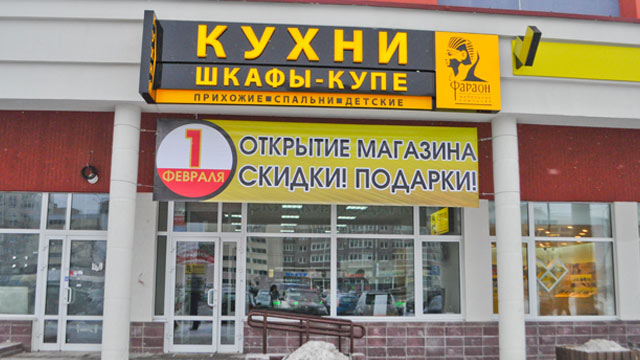 КУХНИ
ШКАФЫ-КУПЕ
ПРИХОЖИЕ СПАЛЬНИ ДЕТСКИЕ
ФАРАОН
1
ФЕВРАЛЯ
ОТКРЫТИЕ МАГАЗИНА
СКИДКИ! ПОДАРКИ!